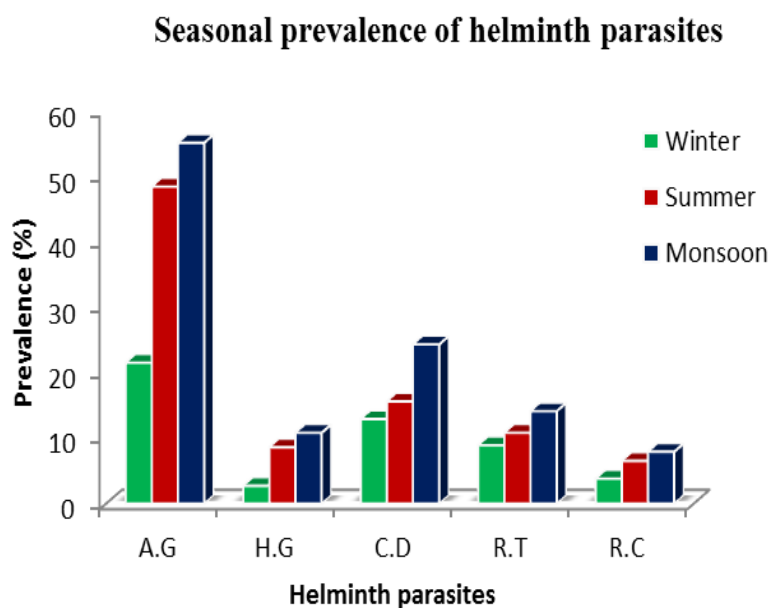 Seasonal prevalence of helminth parasites
60
50
40
30
20
10
0
Prevalence (%)
Winter
Summer
Monsoon
A.G H.G C.D R.T R.C
Helminth parasites